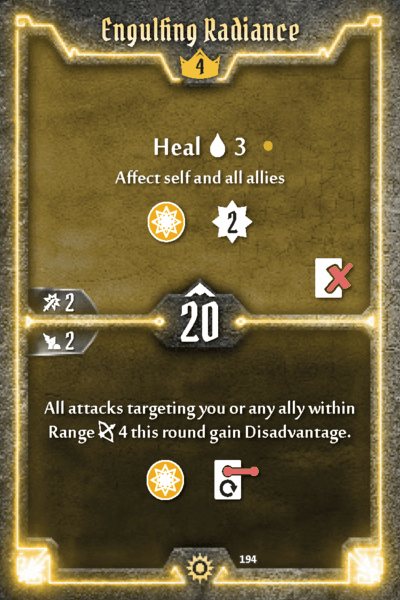 Engulfing Radiance
4
Heal 3
Affect self and all allies
2
2
20
2
All attacks targeting you or any ally within
Range 4 this round gain Disadvantage.
194